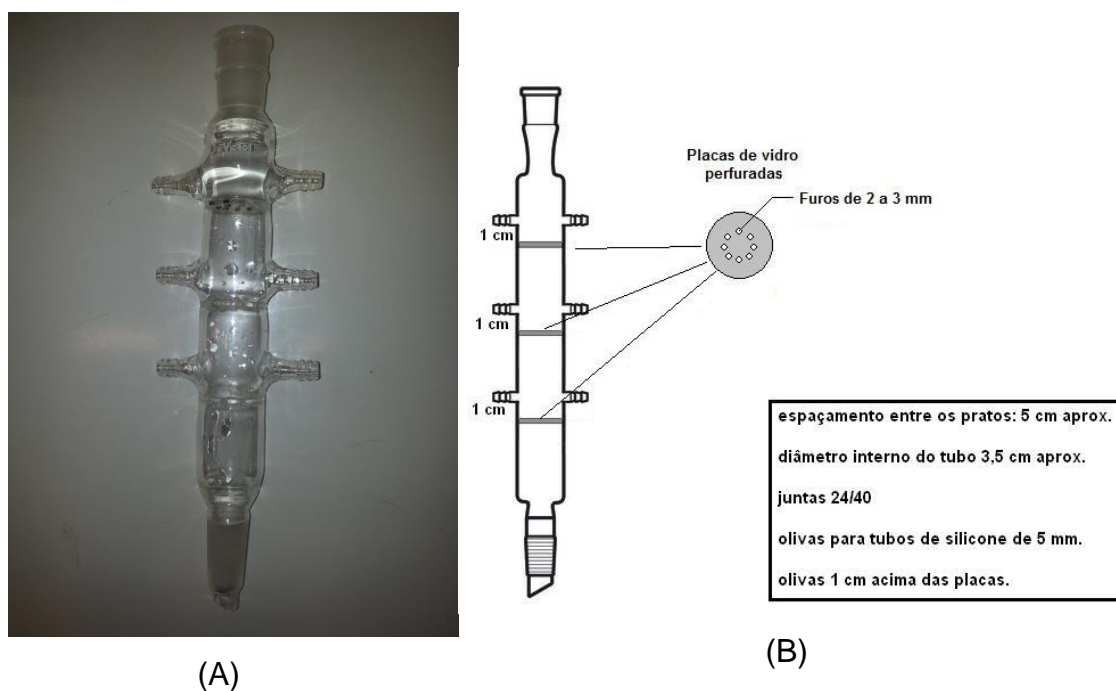 Placas de vidro
perfuradas
Furos de 2 a 3 mm
1 cm
1 cm
1 cm
espaçamento entre os pratos: 5 cm aprox.
diâmetro interno do tubo 3,5 cm aprox.
juntas 24/40
olivas para tubos de silicone de 5 mm.
olivas 1 cm acima das placas.
(A)
(B)